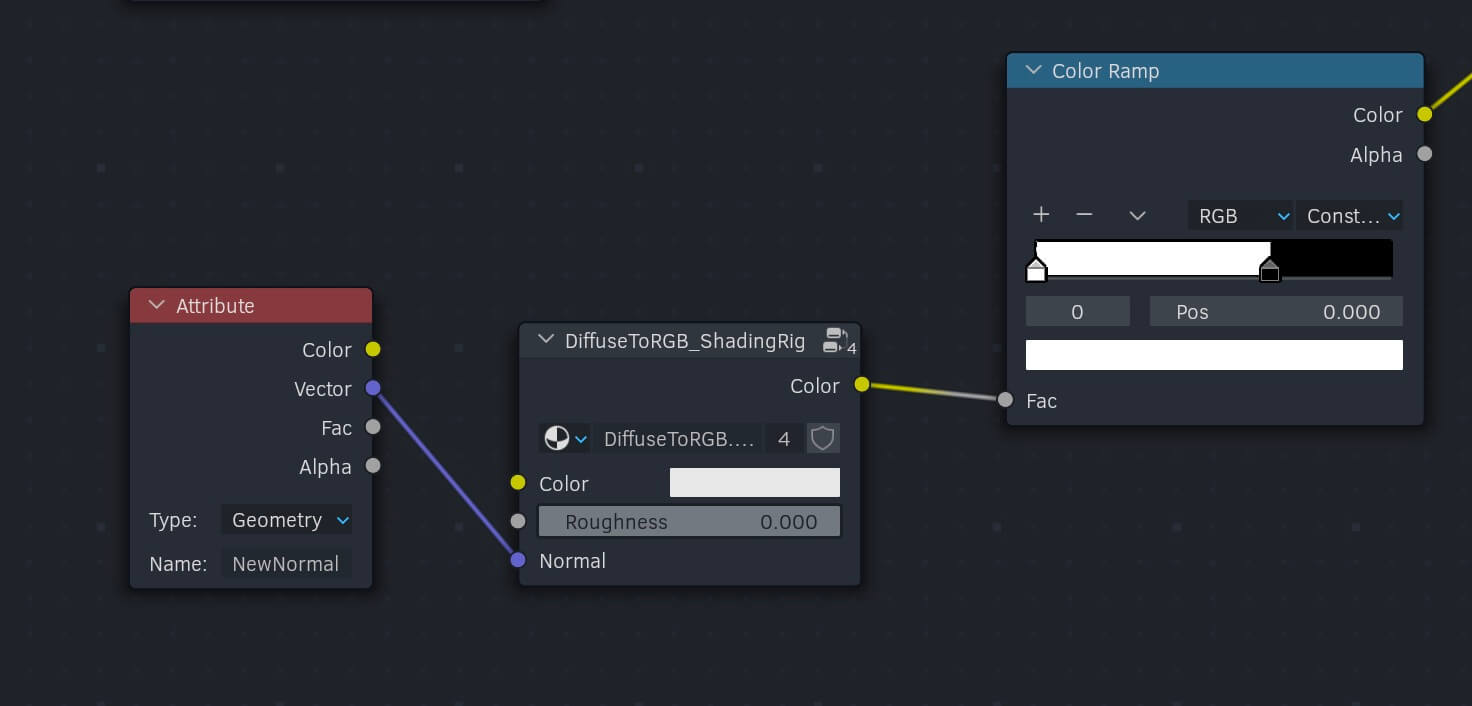 Color Ramp
Color
Alpha
RGB
Const...
0
Pos 0.000
Fac
Attribute
Color
Vector
Fac
Alpha
Type: Geometry
Name: NewNormal
DiffuseToRGB_ShadingRig
4
Color
DiffuseToRGB.... 4
Color
Roughness 0.000
Normal